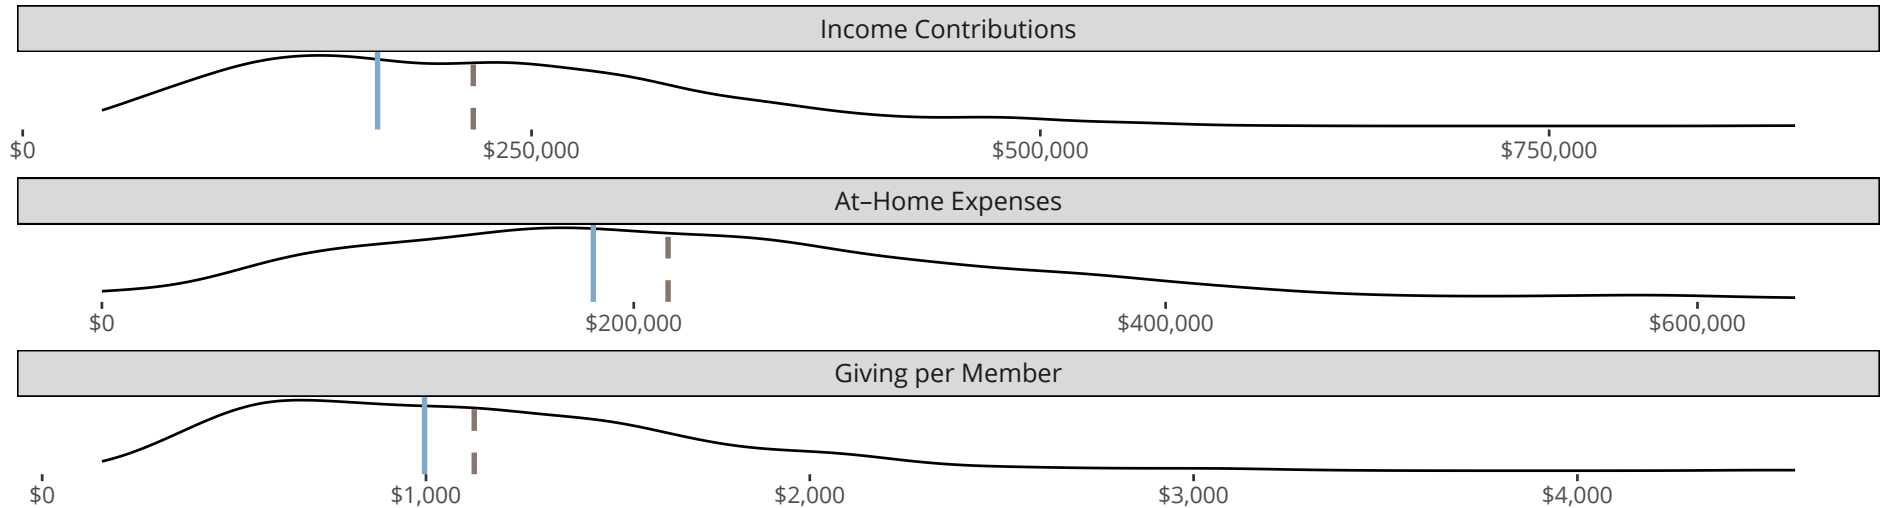 Income Contributions
$0 $250,000 $500,000 $750,000
At–Home Expenses
$0 $200,000 $400,000 $600,000
Giving per Member
$0 $1,000 $2,000 $3,000 $4,000